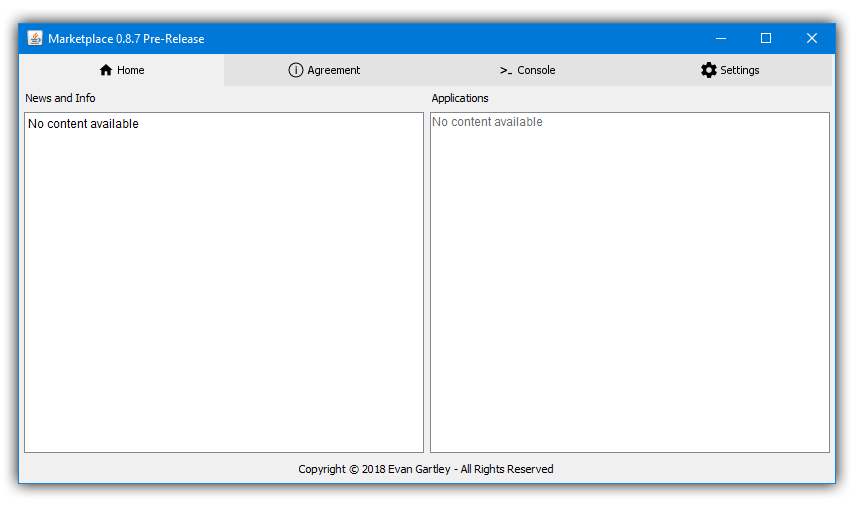 Marketplace 0.8.7 Pre-Release
Home
Agreement
>_ Console
Settings
News and Info
Applications
No content available
No content available
Copyright © 2018 Evan Gartley - All Rights Reserved